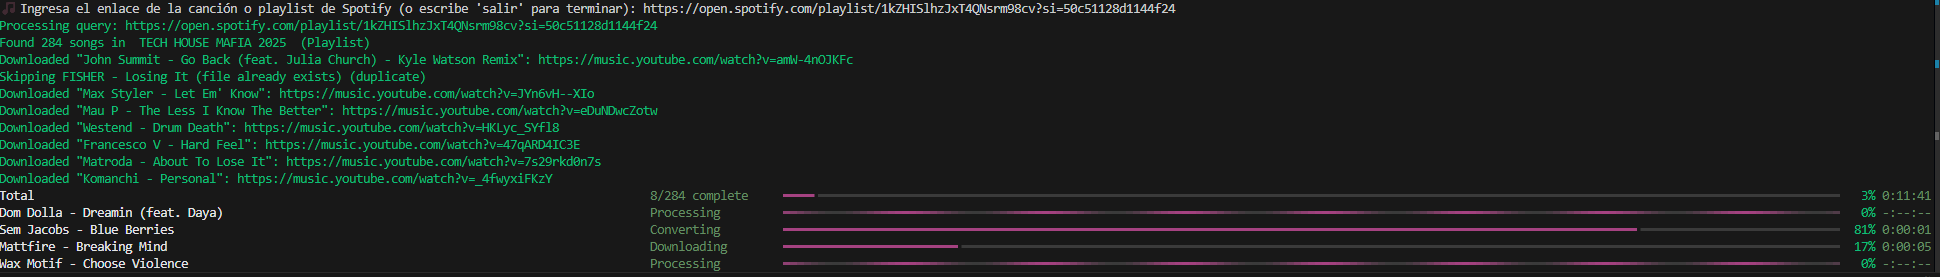 🎵 Ingresa el enlace de la canción o playlist de Spotify (o escribe 'salir' para terminar): https://open.spotify.com/playlist/1kZHISlhzJxT4QNsrm98cv?si=50c51128d1144f24
Processing query: https://open.spotify.com/playlist/1kZHISlhzJxT4QNsrm98cv?si=50c51128d1144f24
Found 284 songs in  TECH HOUSE MAFIA 2025  (Playlist)
Downloaded "John Summit - Go Back (feat. Julia Church) - Kyle Watson Remix": https://music.youtube.com/watch?v=amW-4nOJKFc
Skipping FISHER - Losing It (file already exists) (duplicate)
Downloaded "Max Styler - Let Em' Know": https://music.youtube.com/watch?v=JYn6vH--XIo
Downloaded "Mau P - The Less I Know The Better": https://music.youtube.com/watch?v=eDuNDwcZotw
Downloaded "Westend - Drum Death": https://music.youtube.com/watch?v=HKLyc_SYfl8
Downloaded "Francesco V - Hard Feel": https://music.youtube.com/watch?v=47qARD4IC3E
Downloaded "Matroda - About To Lose It": https://music.youtube.com/watch?v=7s29rkd0n7s
Downloaded "Komanchi - Personal": https://music.youtube.com/watch?v=_4fwyxiFKzY
Total 8/284 complete 3% 0:11:41
Dom Dolla - Dreamin (feat. Daya) Processing 0% -:--:--
Sem Jacobs - Blue Berries Converting 81% 0:00:01
Mattfire - Breaking Mind Downloading 17% 0:00:05
Wax Motif - Choose Violence Processing 0% -:--:--